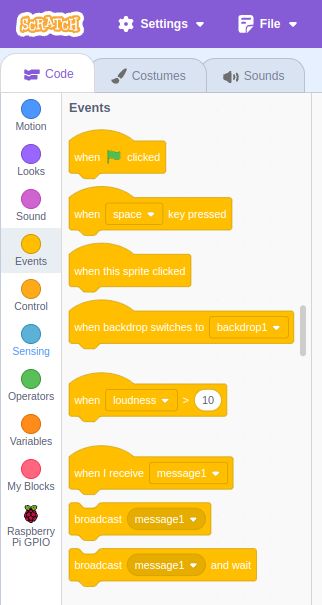 SCRATCH Settings File
Code Costumes Sounds
Motion
Looks
Sound
Events
Control
Sensing
Operators
Variables
My Blocks
Raspberry
Pi GPIO
Events
when clicked
when space key pressed
when this sprite clicked
when backdrop switches to backdrop1
when loudness > 10
when I receive message1
broadcast message1
broadcast message1 and wait